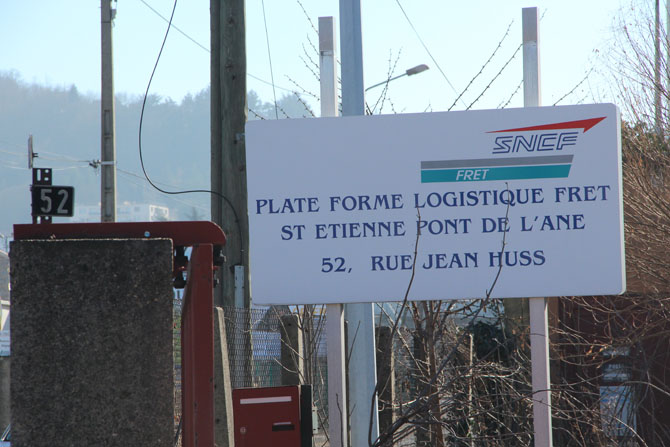 SNCF
FRET
PLATE FORME LOGISTIQUE FRET
ST ETIENNE PONT DE L'ANE
52, RUE JEAN HUSS
52